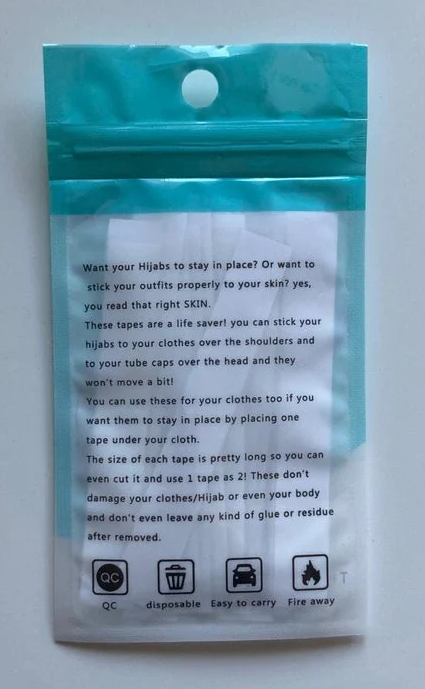 Want your Hijabs to stay in place? Or want to
stick your outfits properly to your skin? yes,
you read that right SKIN.
These tapes are a life saver! you can stick your
hijabs to your clothes over the shoulders and
to your tube caps over the head and they
won't move a bit!
You can use these for your clothes too if you
want them to stay in place by placing one
tape under your cloth.
The size of each tape is pretty long so you can
even cut it and use 1 tape as 2! These don't
damage your clothes/Hijab or even your body
and don't even leave any kind of glue or residue
after removed.
QC
QC disposable Easy to carry Fire away
T